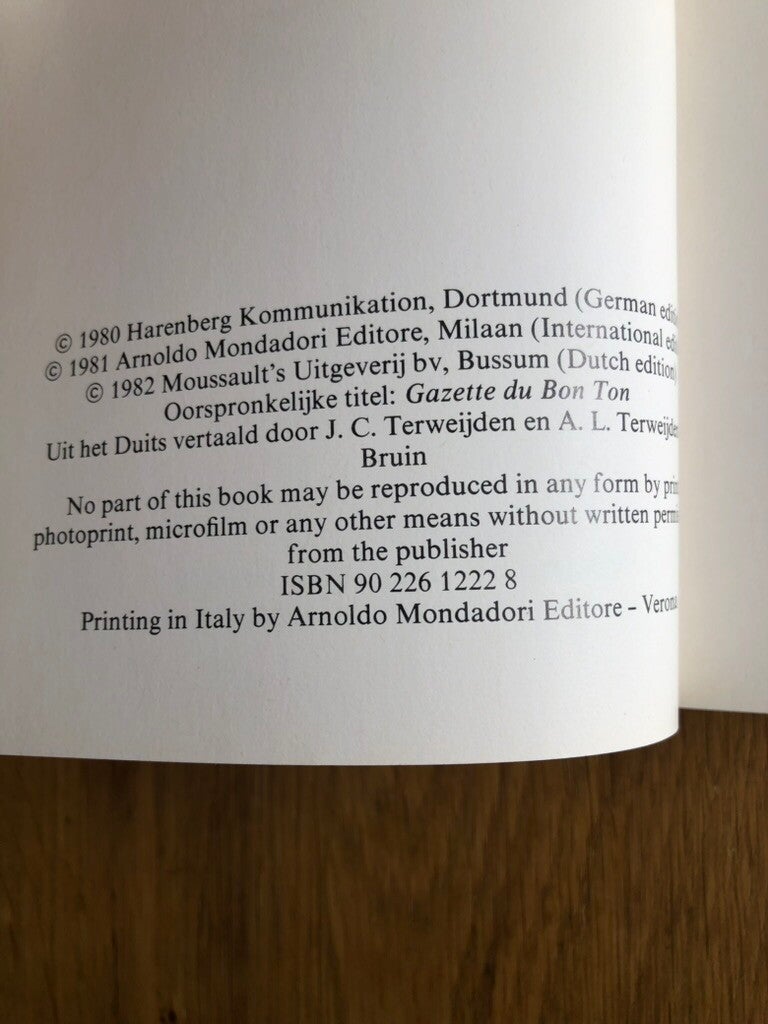 © 1980 Harenberg Kommunikation, Dortmund (German
© 1981 Arnoldo Mondadori Editore, Milaan (International
© 1982 Moussault's Uitgeverij bv, Bussum (Dutch edition
Oorspronkelijke titel: Gazette du Bon Ton
Uit het Duits vertaald door J. C. Terweijden en A. L.
Bruin
No part of this book may be reproduced in any form by
photoprint, microfilm or any other means without written
from the publisher
ISBN 90 226 1222 8
Printing in Italy by Arnoldo Mondadori Editore - Verona